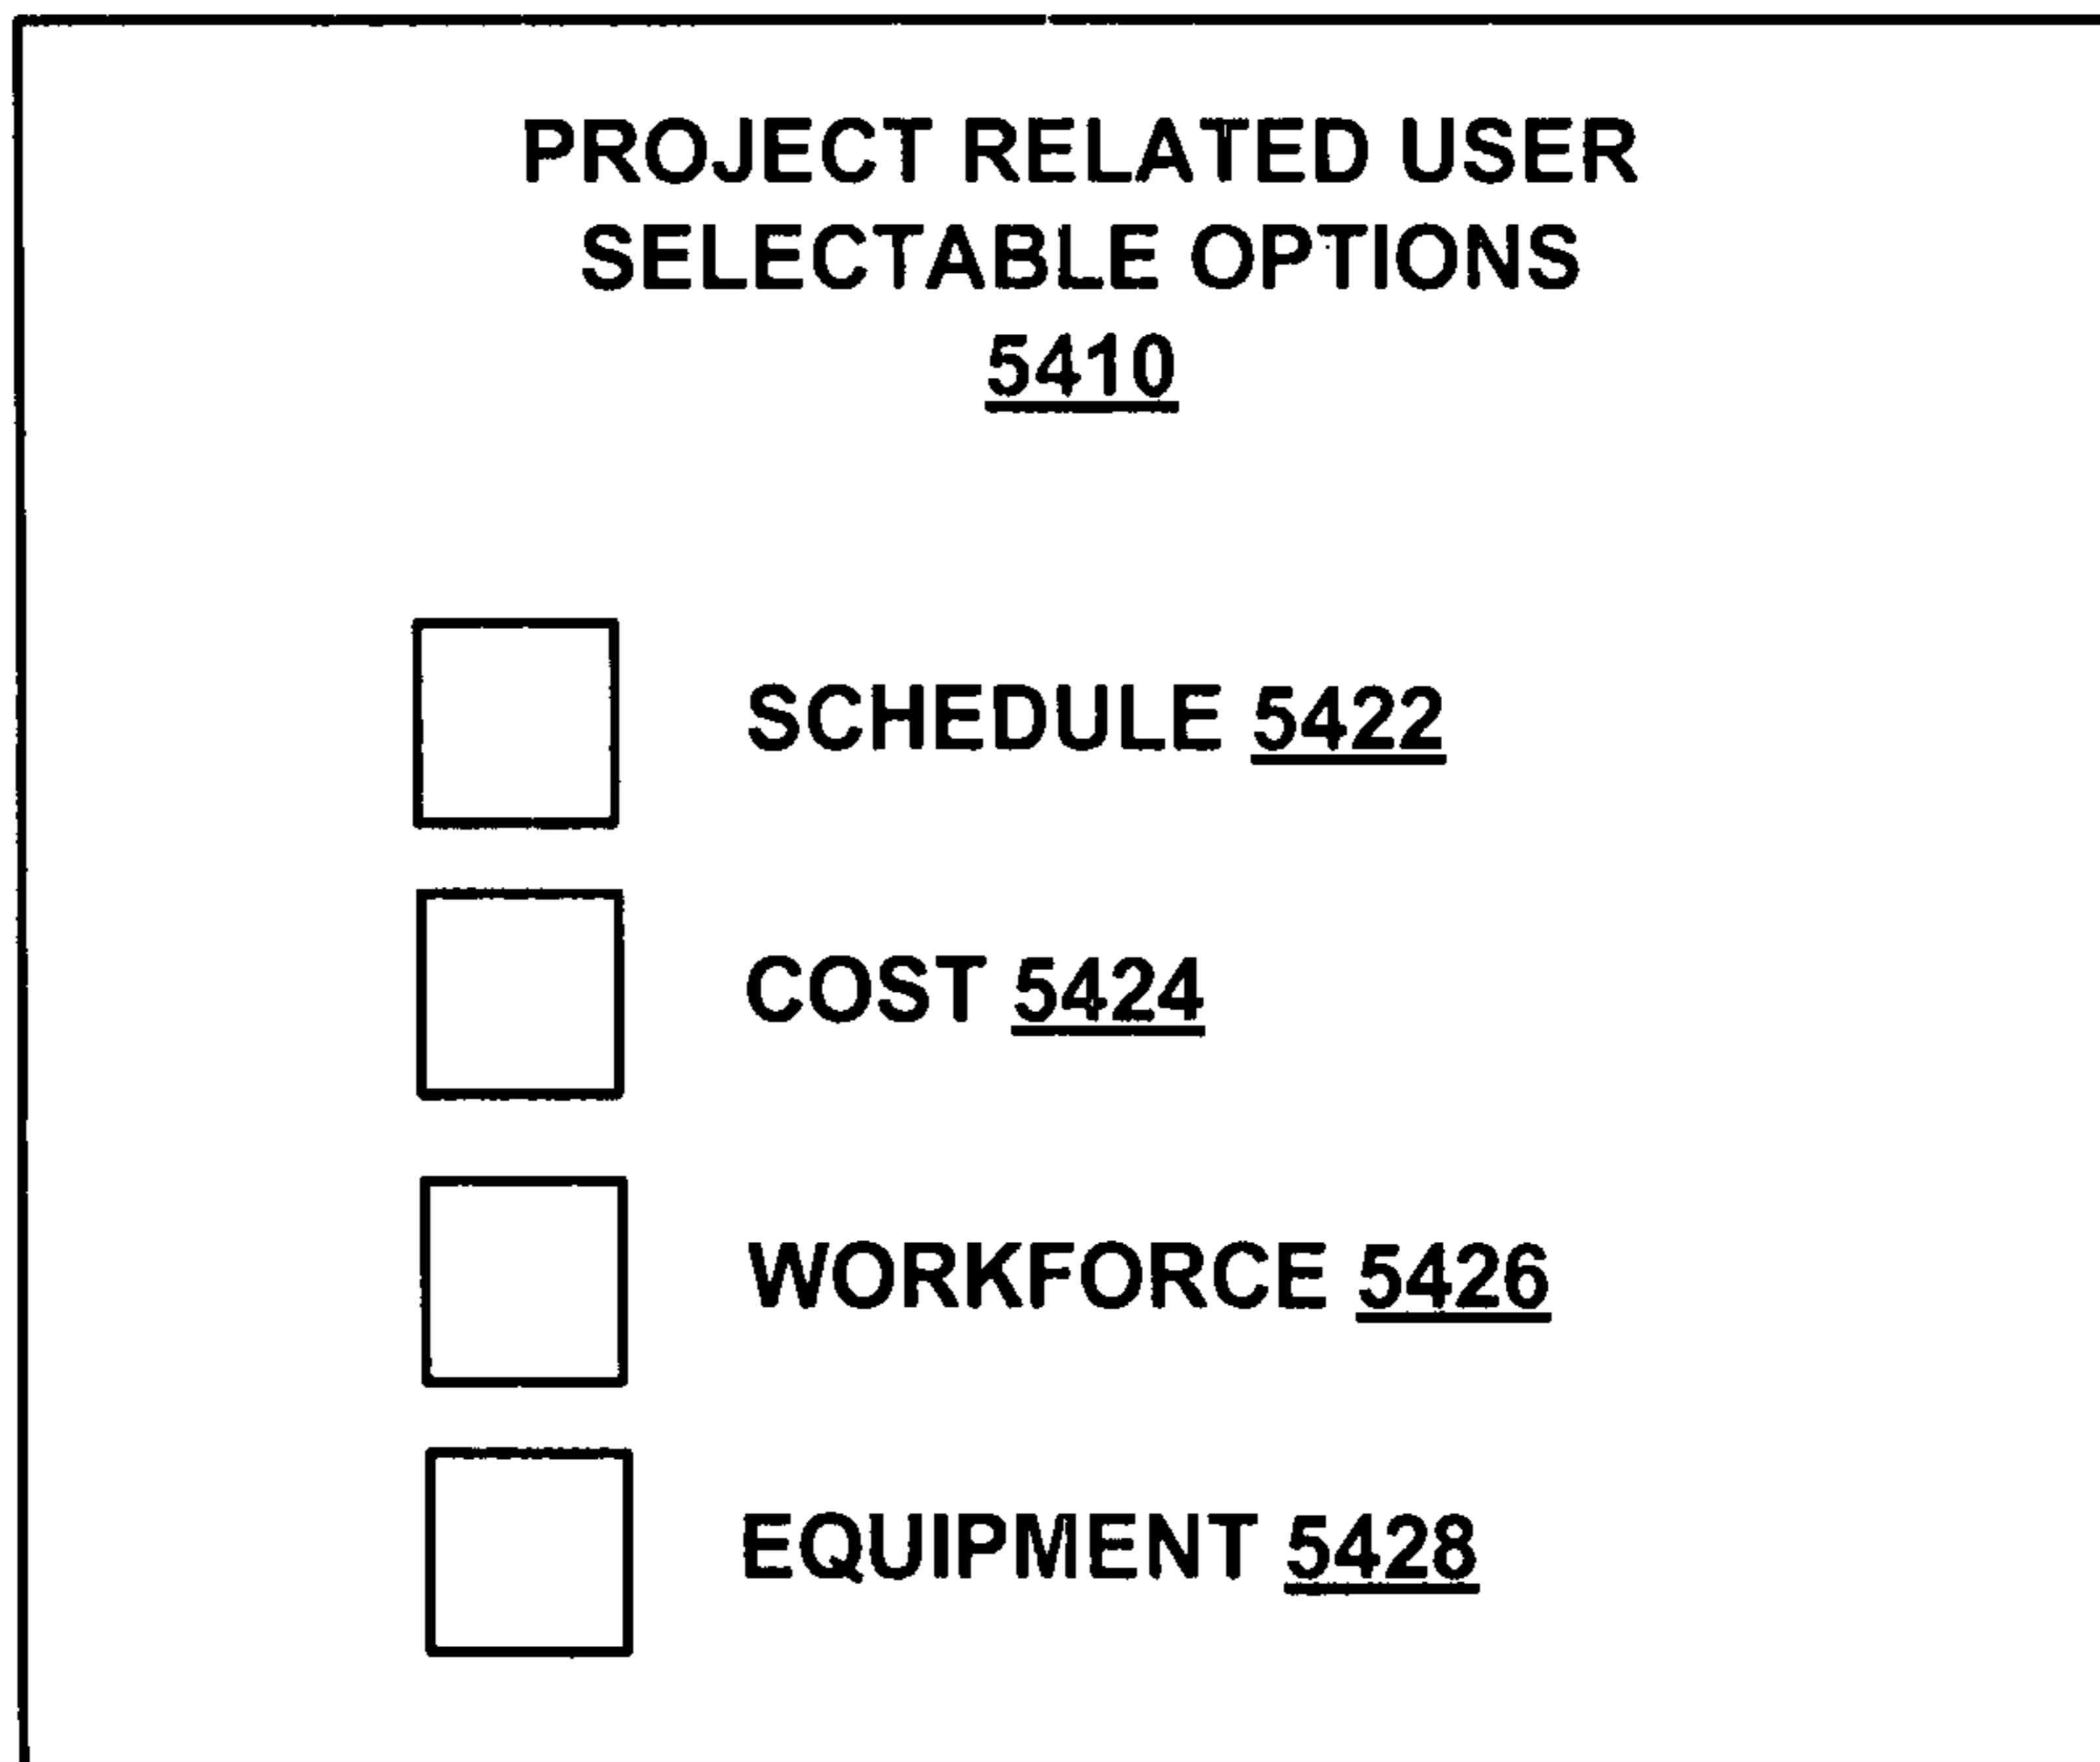 PROJECT RELATED USER
SELECTABLE OPTIONS
5410
SCHEDULE 5422
COST 5424
WORKFORCE 5426
EQUIPMENT 5428